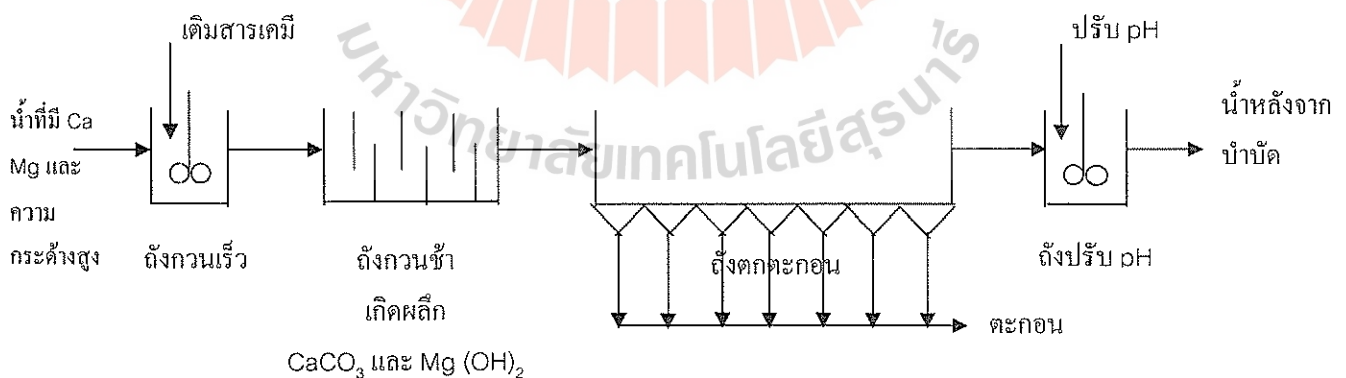 เติมสารเคมี
ปรับ pH
น้ำที่มี Ca
Mg และ
ความ
กระด้างสูง
น้ำหลังจาก
บำบัด
มหาวิทยาลัยเทคโนโลยีสุรนารี
ถังกวนเร็ว
ถังกวนช้า
ถังตกตะกอน
ถังปรับ pH
เกิดผลึก
CaCO₃ และ Mg (OH)₂
ตะกอน